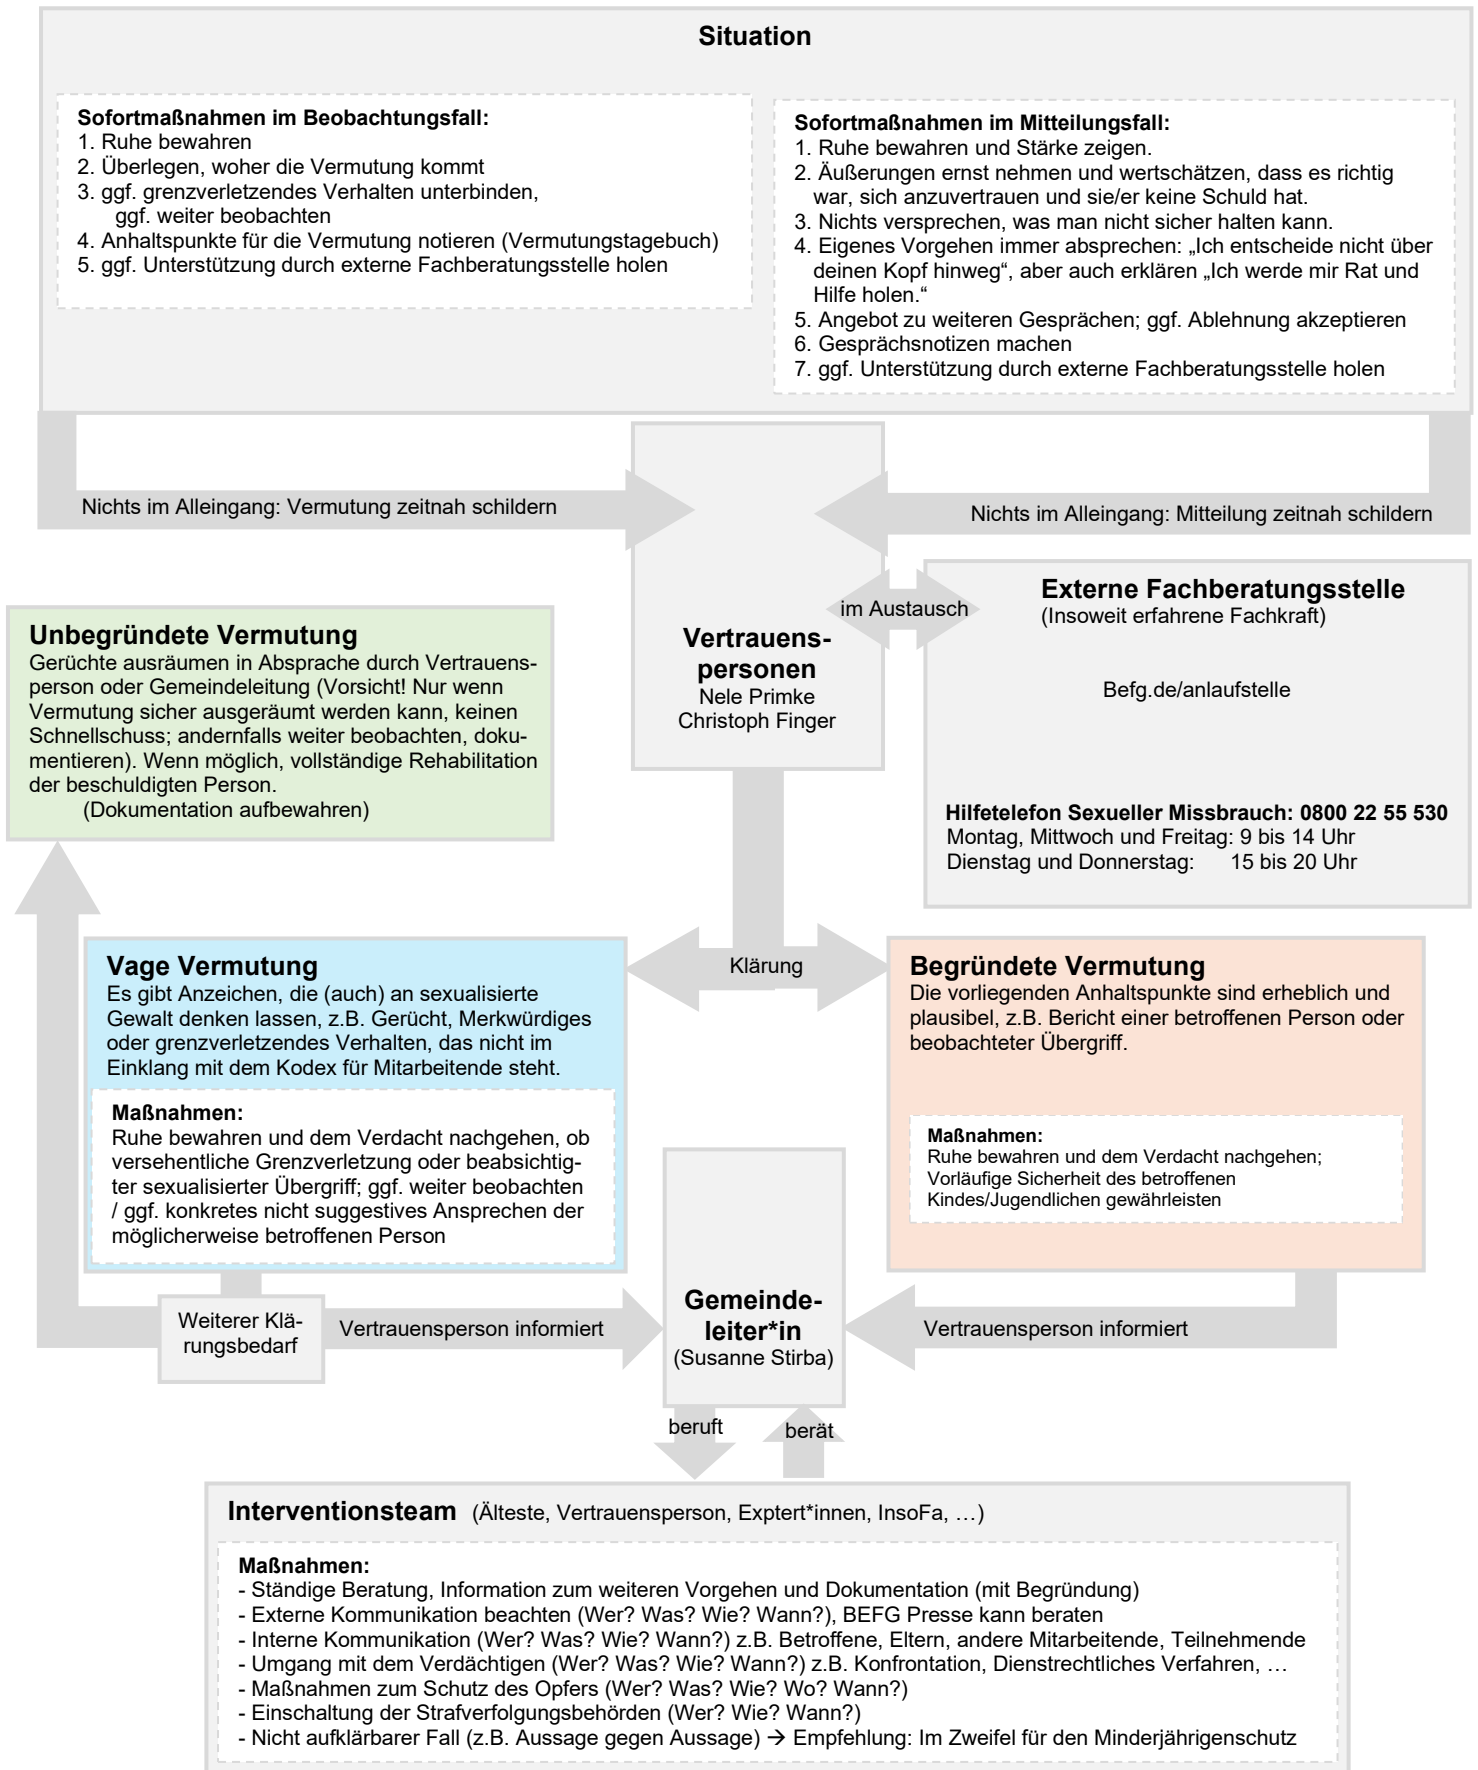 Situation
Sofortmaßnahmen im Beobachtungsfall:
1. Ruhe bewahren
2. Überlegen, woher die Vermutung kommt
3. ggf. grenzverletzendes Verhalten unterbinden,
ggf. weiter beobachten
4. Anhaltspunkte für die Vermutung notieren (Vermutungstagebuch)
5. ggf. Unterstützung durch externe Fachberatungsstelle holen
Sofortmaßnahmen im Mitteilungsfall:
1. Ruhe bewahren und Stärke zeigen.
2. Äußerungen ernst nehmen und wertschätzen, dass es richtig
war, sich anzuvertrauen und sie/er keine Schuld hat.
3. Nichts versprechen, was man nicht sicher halten kann.
4. Eigenes Vorgehen immer absprechen: „Ich entscheide nicht über
deinen Kopf hinweg“, aber auch erklären „Ich werde mir Rat und
Hilfe holen.“
5. Angebot zu weiteren Gesprächen; ggf. Ablehnung akzeptieren
6. Gesprächsnotizen machen
7. ggf. Unterstützung durch externe Fachberatungsstelle holen
Nichts im Alleingang: Vermutung zeitnah schildern
Nichts im Alleingang: Mitteilung zeitnah schildern
Vertrauens-
personen
Nele Primke
Christoph Finger
im Austausch
Externe Fachberatungsstelle
(Insoweit erfahrene Fachkraft)
Befg.de/anlaufstelle
Hilfetelefon Sexueller Missbrauch: 0800 22 55 530
Montag, Mittwoch und Freitag: 9 bis 14 Uhr
Dienstag und Donnerstag: 15 bis 20 Uhr
Unbegründete Vermutung
Gerüchte ausräumen in Absprache durch Vertrauens-
person oder Gemeindeleitung (Vorsicht! Nur wenn
Vermutung sicher ausgeräumt werden kann, keinen
Schnellschuss; andernfalls weiter beobachten, doku-
mentieren). Wenn möglich, vollständige Rehabilitation
der beschuldigten Person.
(Dokumentation aufbewahren)
Klärung
Vage Vermutung
Es gibt Anzeichen, die (auch) an sexualisierte
Gewalt denken lassen, z.B. Gerücht, Merkwürdiges
oder grenzverletzendes Verhalten, das nicht im
Einklang mit dem Kodex für Mitarbeitende steht.
Maßnahmen:
Ruhe bewahren und dem Verdacht nachgehen, ob
versehentliche Grenzverletzung oder beabsichtig-
ter sexualisierter Übergriff; ggf. weiter beobachten
/ ggf. konkretes nicht suggestives Ansprechen der
möglicherweise betroffenen Person
Begründete Vermutung
Die vorliegenden Anhaltspunkte sind erheblich und
plausibel, z.B. Bericht einer betroffenen Person oder
beobachteter Übergriff.
Maßnahmen:
Ruhe bewahren und dem Verdacht nachgehen;
Vorläufige Sicherheit des betroffenen
Kindes/Jugendlichen gewährleisten
Weiterer Klä-
rungsbedarf
Vertrauensperson informiert
Gemeinde-
leiter*in
(Susanne Stirba)
Vertrauensperson informiert
beruft
berät
Interventionsteam (Älteste, Vertrauensperson, Exptert*innen, InsoFa, …)
Maßnahmen:
- Ständige Beratung, Information zum weiteren Vorgehen und Dokumentation (mit Begründung)
- Externe Kommunikation beachten (Wer? Was? Wie? Wann?), BEFG Presse kann beraten
- Interne Kommunikation (Wer? Was? Wie? Wann?) z.B. Betroffene, Eltern, andere Mitarbeitende, Teilnehmende
- Umgang mit dem Verdächtigen (Wer? Was? Wie? Wann?) z.B. Konfrontation, Dienstrechtliches Verfahren, …
- Maßnahmen zum Schutz des Opfers (Wer? Was? Wie? Wo? Wann?)
- Einschaltung der Strafverfolgungsbehörden (Wer? Wie? Wann?)
- Nicht aufklärbarer Fall (z.B. Aussage gegen Aussage) → Empfehlung: Im Zweifel für den Minderjährigenschutz